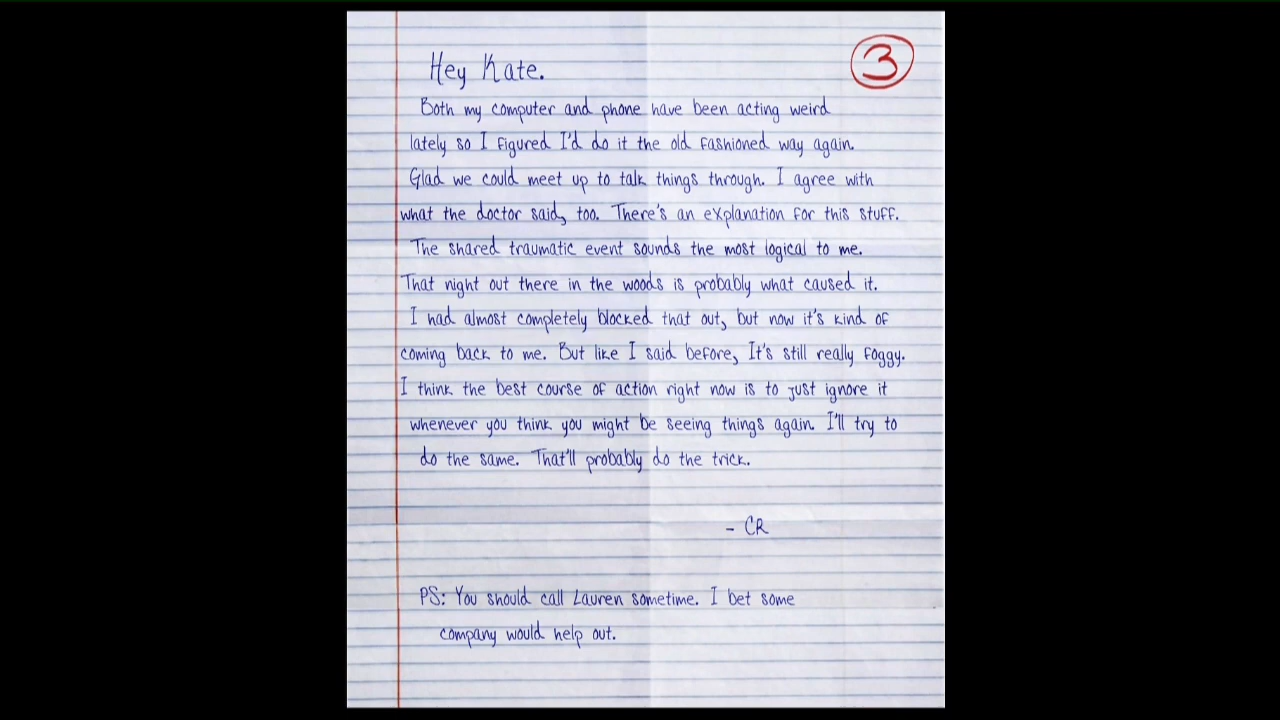 3
Hey Kate.
Both my computer and phone have been acting weird
lately so I figured I'd do it the old fashioned way again.
Glad we could meet up to talk things through. I agree with
what the doctor said, too. There's an explanation for this stuff.
The shared traumatic event sounds the most logical to me.
That night out there in the woods is probably what caused it.
I had almost completely blocked that out, but now it's kind of
coming back to me. But like I said before, It's still really foggy.
I think the best course of action right now is to just ignore it
whenever you think you might be seeing things again. I'll try to
do the same. That'll probably do the trick.
- CR
PS: You should call Lauren sometime. I bet some
company would help out.